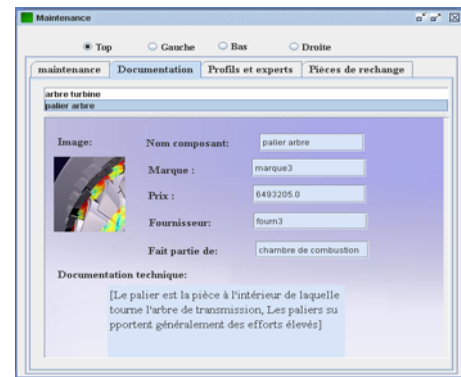 Maintenance
Top Gauche Bas Droite
maintenance Documentation Profils et experts Pièces de rechange
arbre turbine
palier arbre
Image: Nom composant: palier arbre
Marque : marque3
Prix : 6493205.0
Fournisseur: fourn3
Fait partie de: chambre de combustion
Documentation technique:
[Le palier est la pièce à l'intérieur de laquelle
tourne l'arbre de transmission, Les paliers su
pportent généralement des efforts élevés]